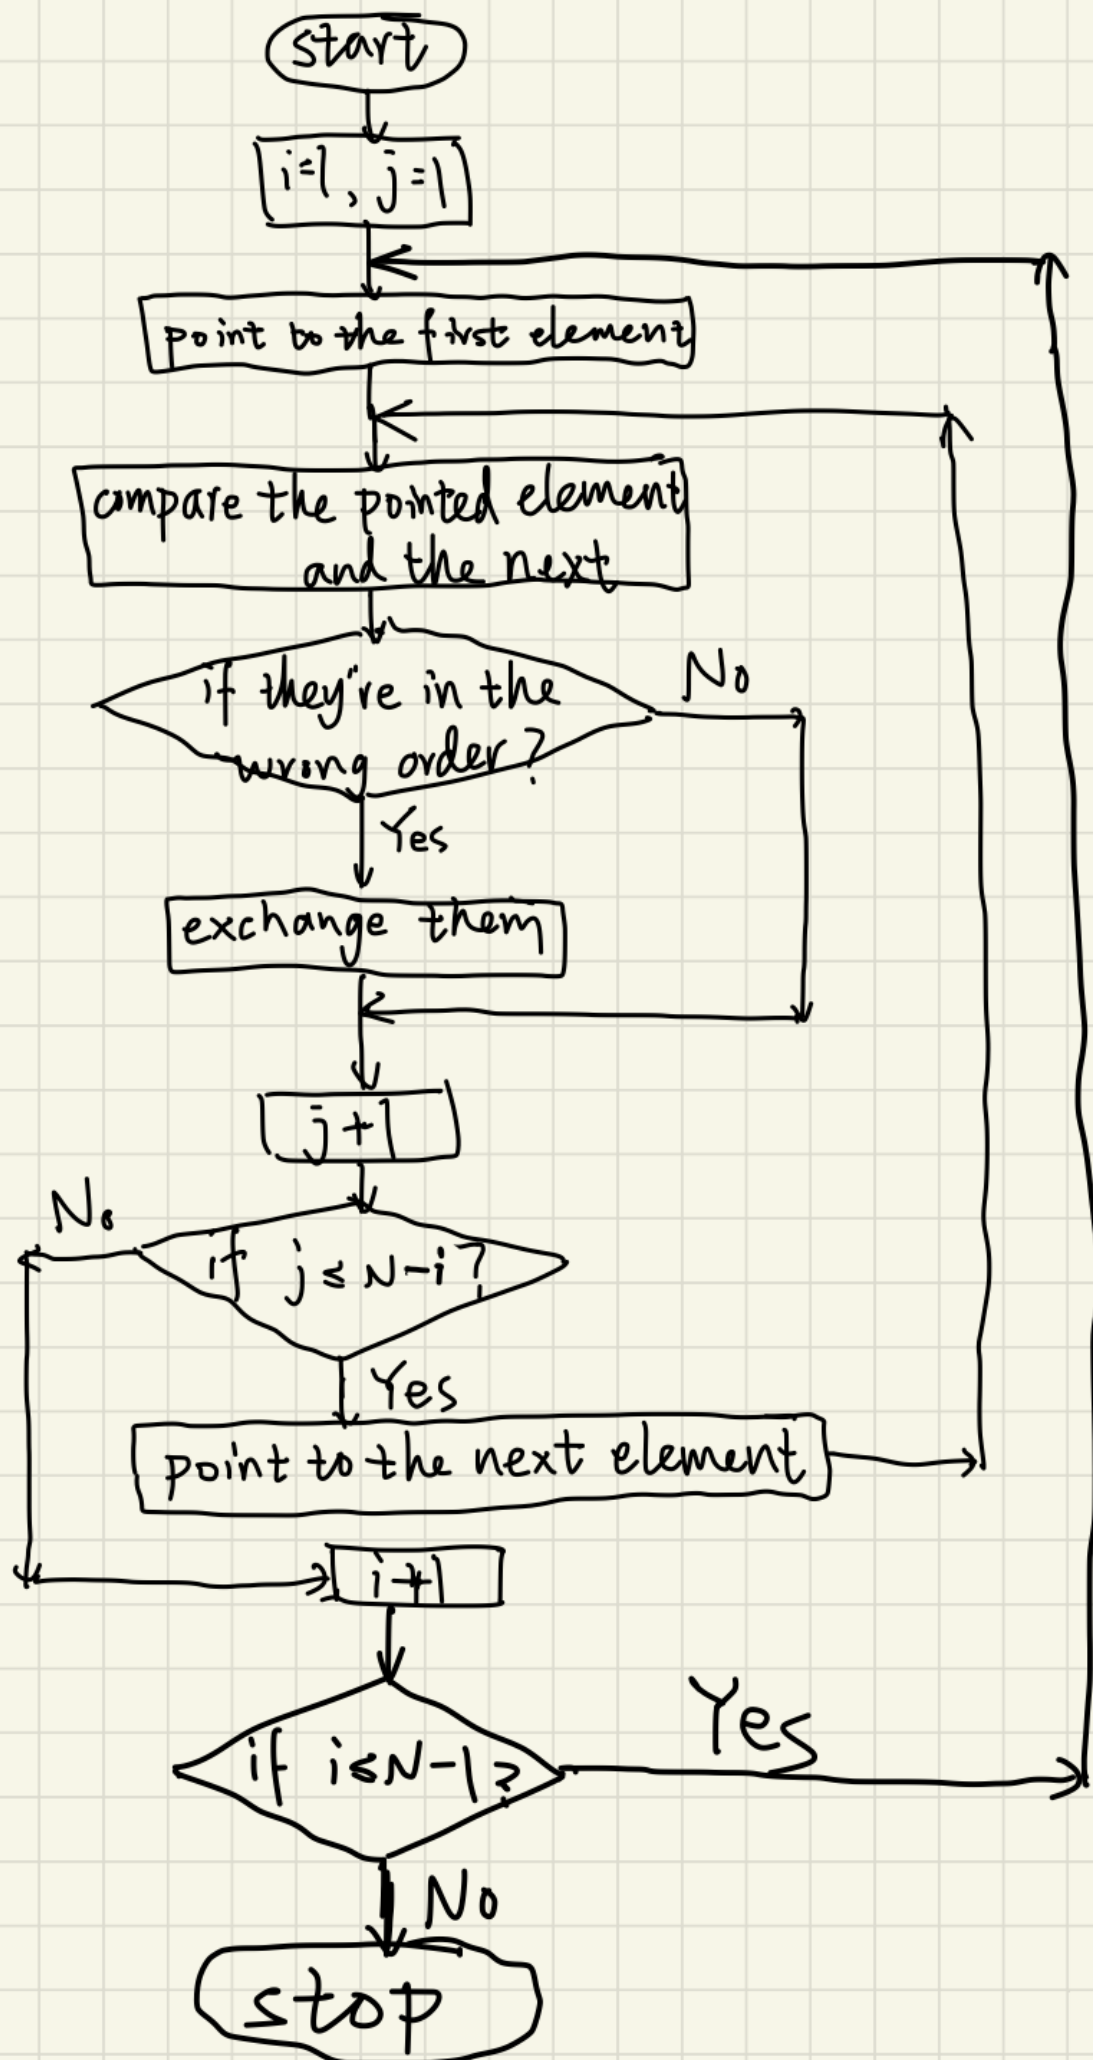 start
i=1, j=1
point to the first element
compare the pointed element
and the next
if they're in the
wrong order?
No
Yes
exchange them
j+1
No
if j≤N-i?
Yes
point to the next element
i+1
if i≤N-1?
Yes
No
stop